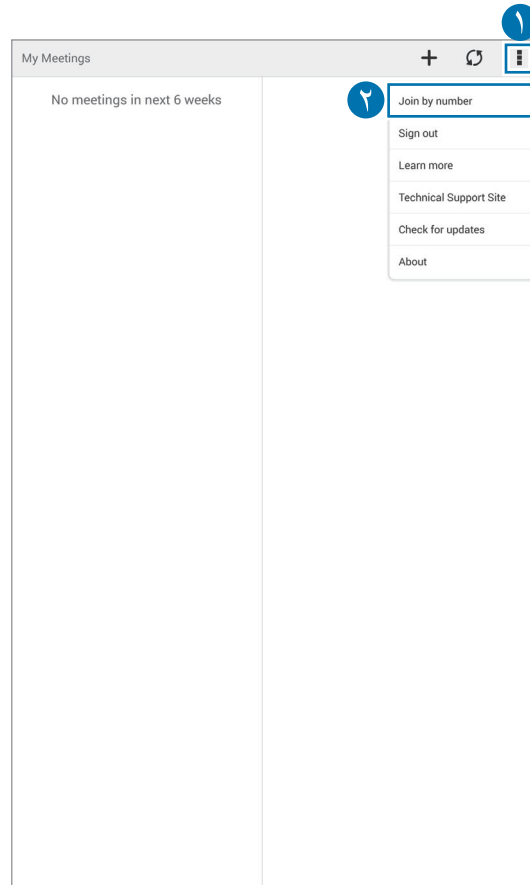 ١
My Meetings
No meetings in next 6 weeks
٢
Join by number
Sign out
Learn more
Technical Support Site
Check for updates
About